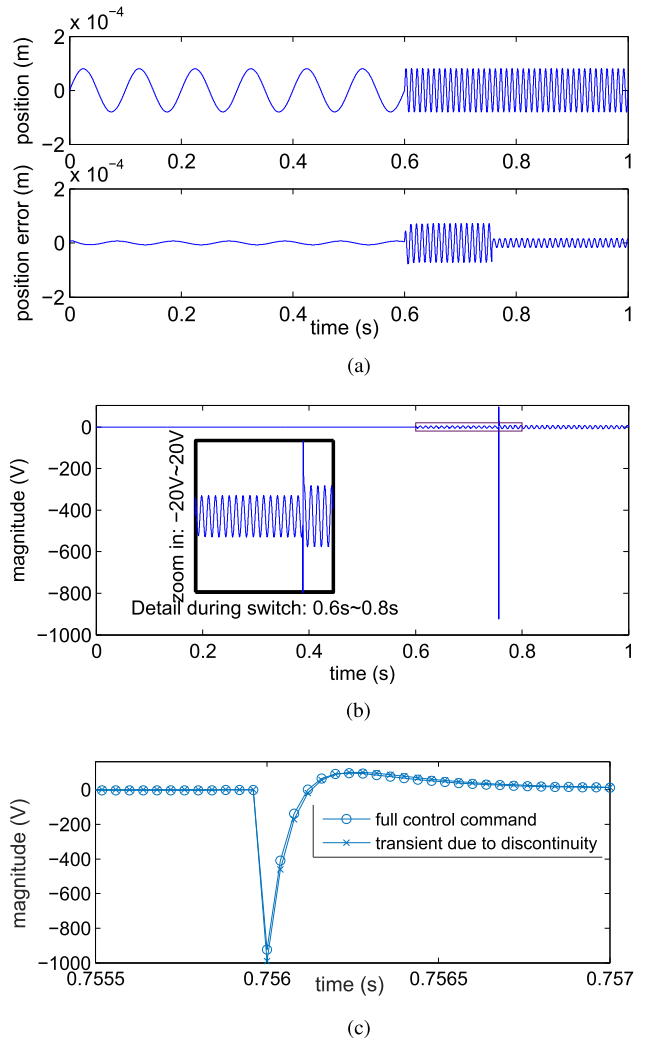 x 10⁻⁴
2
0
−2
position (m)
0 0.2 0.4 0.6 0.8 1
x 10⁻⁴
2
0
−2
position error (m)
0 0.2 0.4 0.6 0.8 1
time (s)
(a)
0
−200
−400
−600
−800
−1000
magnitude (V)
zoom in: −20V~20V
Detail during switch: 0.6s~0.8s
0 0.2 0.4 0.6 0.8 1
time (s)
(b)
0
−200
−400
−600
−800
−1000
magnitude (V)
full control command
transient due to discontinuity
0.7555 0.756 0.7565 0.757
time (s)
(c)